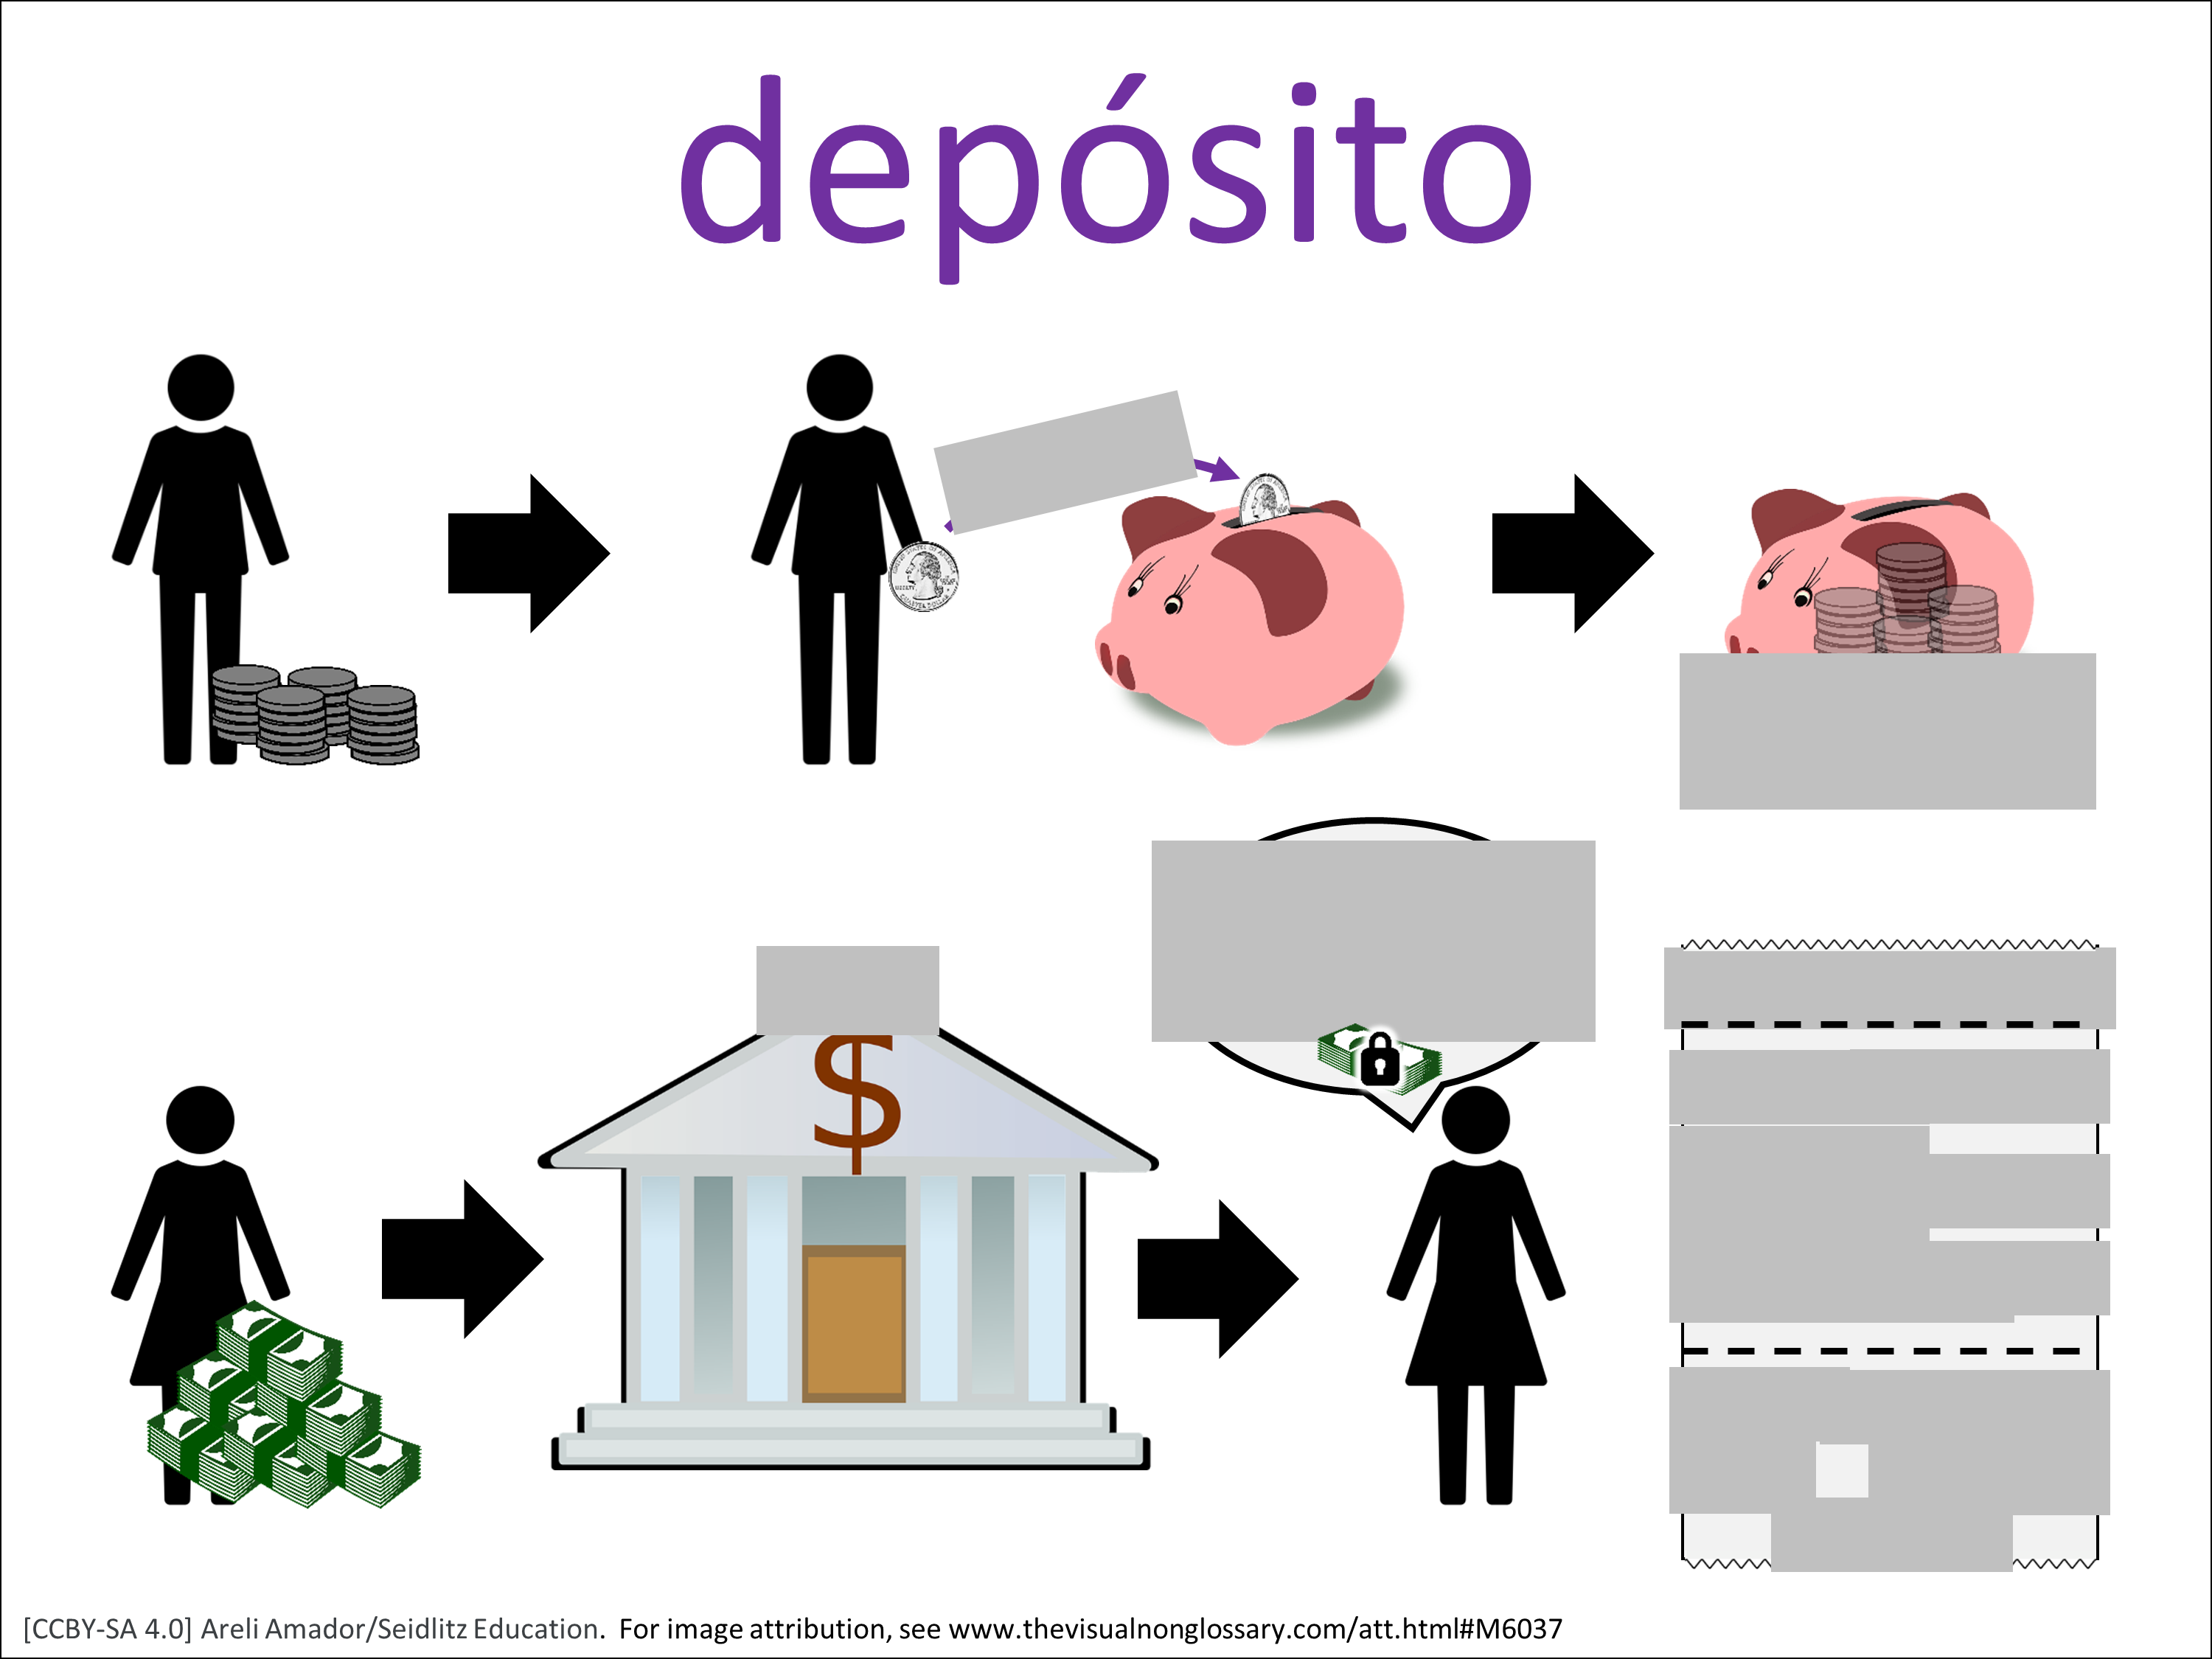 depósito
$
[CCBY-SA 4.0] Areli Amador/Seidlitz Education.  For image attribution, see www.thevisualnonglossary.com/att.html#M6037